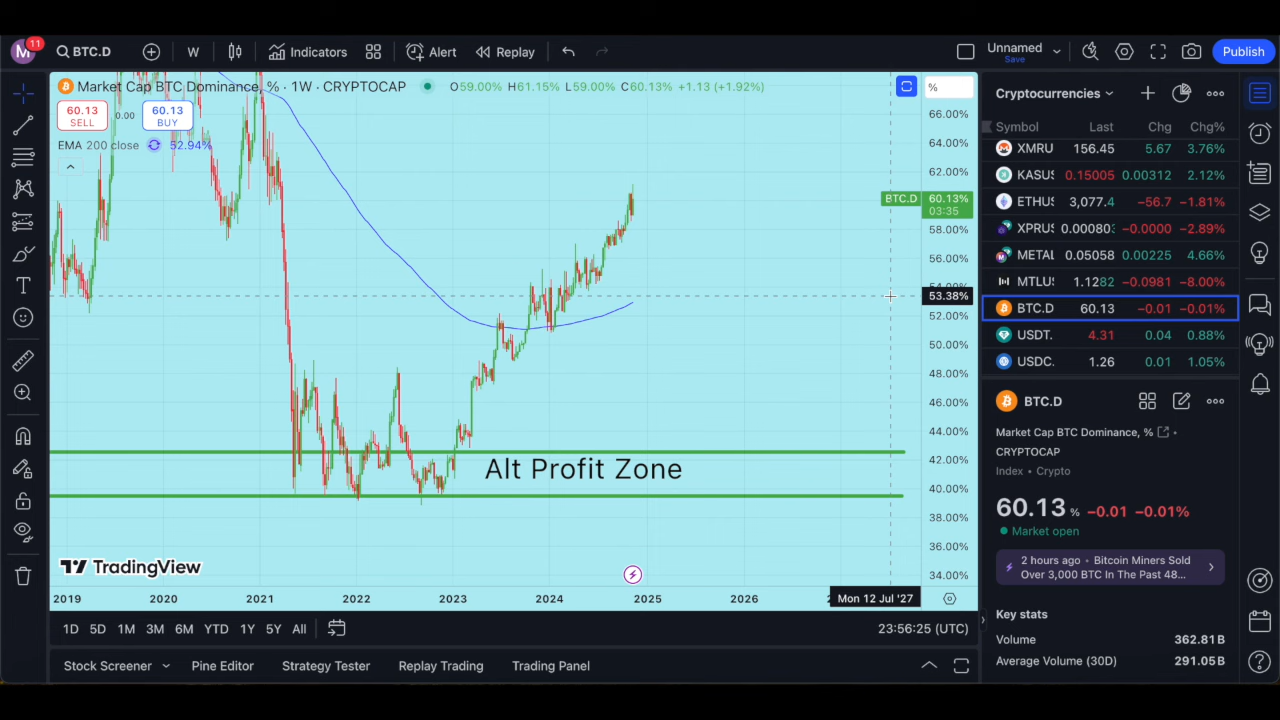 M 11 BTC.D W Indicators Alert Replay Unnamed Save Publish
Market Cap BTC Dominance, % · 1W · CRYPTOCAP O59.00% H61.15% L59.00% C60.13% +1.13 (+1.92%) %
60.13 SELL 0.00 60.13 BUY
EMA 200 close 52.94%
66.00%
64.00%
62.00%
BTC.D 60.13%
03:35
58.00%
56.00%
54.00%
53.38%
52.00%
50.00%
48.00%
46.00%
44.00%
42.00%
Alt Profit Zone
40.00%
38.00%
36.00%
34.00%
TradingView
2019 2020 2021 2022 2023 2024 2025 2026 Mon 12 Jul '27
1D 5D 1M 3M 6M YTD 1Y 5Y All 23:56:25 (UTC)
Stock Screener Pine Editor Strategy Tester Replay Trading Trading Panel
Cryptocurrencies
Symbol Last Chg Chg%
XMRU 156.45 5.67 3.76%
KASUS 0.15005 0.00312 2.12%
ETHUS 3,077.4 −56.7 −1.81%
XPRUS 0.00080 −0.0000 −2.89%
METAL 0.05058 0.00225 4.66%
MTLUS 1.1282 −0.0981 −8.00%
BTC.D 60.13 −0.01 −0.01%
USDT. 4.31 0.04 0.88%
USDC. 1.26 0.01 1.05%
BTC.D
Market Cap BTC Dominance, % •
CRYPTOCAP
Index • Crypto
60.13 % −0.01 −0.01%
Market open
2 hours ago • Bitcoin Miners Sold
Over 3,000 BTC In The Past 48...
Key stats
Volume 362.81B
Average Volume (30D) 291.05B